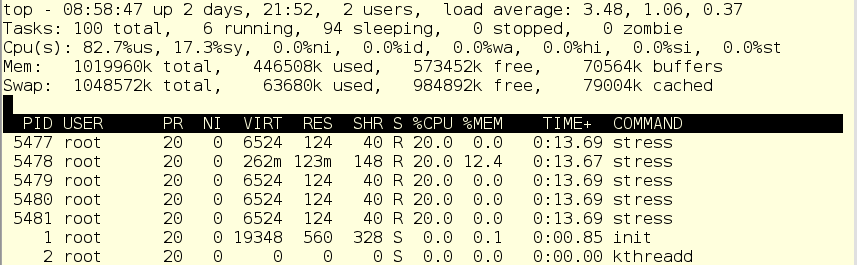 top - 08:58:47 up 2 days, 21:52,  2 users,  load average: 3.48, 1.06, 0.37
Tasks: 100 total,   6 running,  94 sleeping,   0 stopped,   0 zombie
Cpu(s): 82.7%us, 17.3%sy,  0.0%ni,  0.0%id,  0.0%wa,  0.0%hi,  0.0%si,  0.0%st
Mem:   1019960k total,   446508k used,   573452k free,    70564k buffers
Swap:  1048572k total,    63680k used,   984892k free,    79004k cached
  PID USER      PR  NI  VIRT  RES  SHR S %CPU %MEM    TIME+  COMMAND
 5477 root      20   0  6524  124   40 R 20.0  0.0   0:13.69 stress
 5478 root      20   0  262m 123m  148 R 20.0 12.4   0:13.67 stress
 5479 root      20   0  6524  124   40 R 20.0  0.0   0:13.69 stress
 5480 root      20   0  6524  124   40 R 20.0  0.0   0:13.69 stress
 5481 root      20   0  6524  124   40 R 20.0  0.0   0:13.69 stress
    1 root      20   0 19348  560  328 S  0.0  0.1   0:00.85 init
    2 root      20   0     0    0    0 S  0.0  0.0   0:00.00 kthreadd